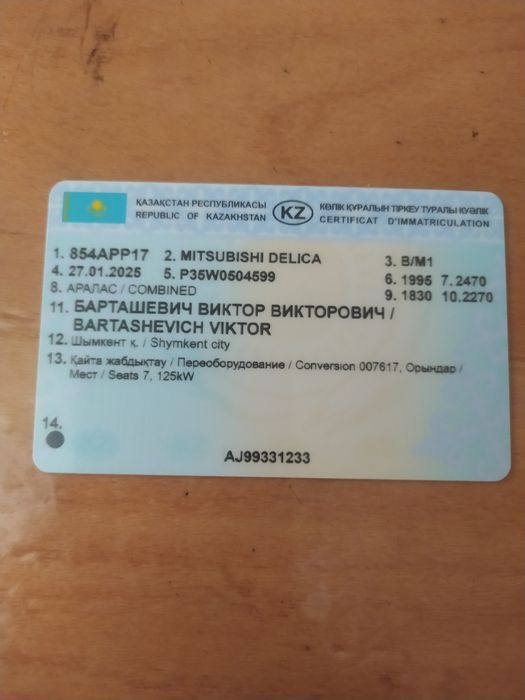 ҚАЗАҚСТАН РЕСПУБЛИКАСЫ
REPUBLIC OF KAZAKHSTAN
KZ
КӨЛІК ҚҰРАЛЫН ТІРКЕУ ТУРАЛЫ КУӘЛІК
CERTIFICAT D'IMMATRICULATION
1. 854APP17 2. MITSUBISHI DELICA 3. B/M1
4. 27.01.2025 5. P35W0504599 6. 1995 7. 2470
8. АРАЛАС / COMBINED 9. 1830 10. 2270
11. БАРТАШЕВИЧ ВИКТОР ВИКТОРОВИЧ /
BARTASHEVICH VIKTOR
12. Шымкент қ. / Shymkent city
13. Қайта жабдықтау / Переоборудование / Conversion 007617, Орындар /
Мест / Seats 7, 125kW
14.
AJ99331233